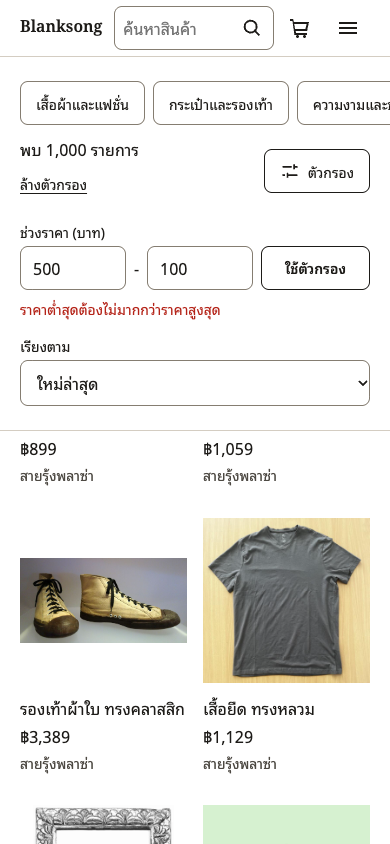 Blanksong
ค้นหาสินค้า
เสื้อผ้าและแฟชั่น
กระเป๋าและรองเท้า
ความงามและ
พบ 1,000 รายการ
ล้างตัวกรอง
ตัวกรอง
ช่วงราคา (บาท)
500 - 100 ใช้ตัวกรอง
ราคาต่ำสุดต้องไม่มากกว่าราคาสูงสุด
เรียงตาม
ใหม่ล่าสุด
฿899
สายรุ้งพลาซ่า
฿1,059
สายรุ้งพลาซ่า
รองเท้าผ้าใบ ทรงคลาสสิก
฿3,389
สายรุ้งพลาซ่า
เสื้อยืด ทรงหลวม
฿1,129
สายรุ้งพลาซ่า